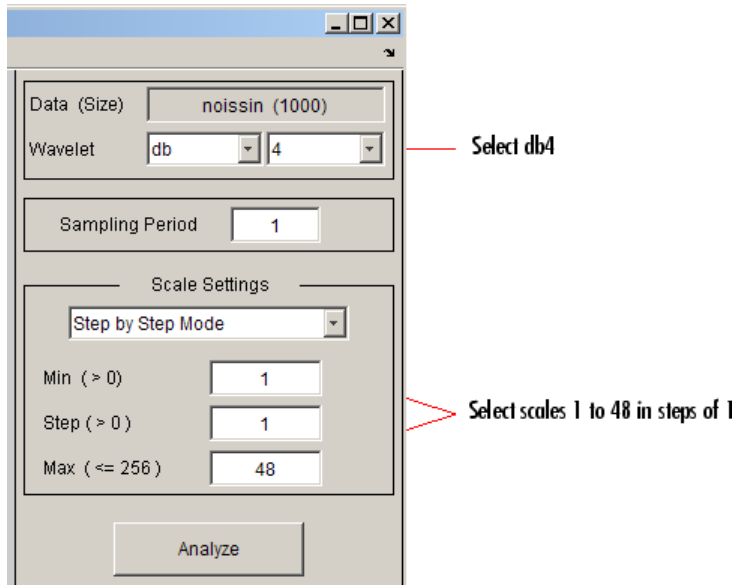 Data (Size) noissin (1000)
Wavelet db 4
Select db4
Sampling Period 1
Scale Settings
Step by Step Mode
Min ( > 0) 1
Step ( > 0 ) 1
Select scales 1 to 48 in steps of 1
Max ( <= 256 ) 48
Analyze